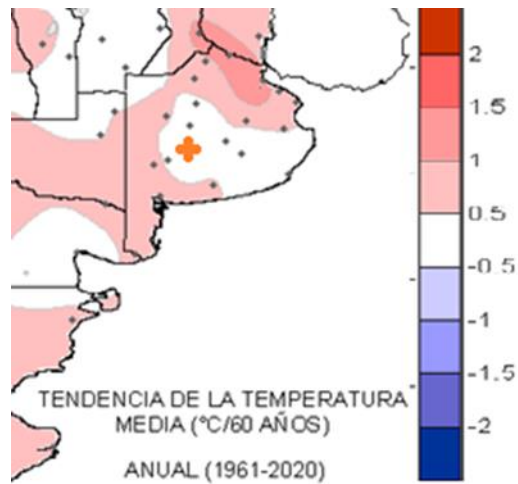 2
1.5
1
0.5
-0.5
-1
-1.5
-2
TENDENCIA DE LA TEMPERATURA
MEDIA (°C/60 AÑOS)
ANUAL (1961-2020)